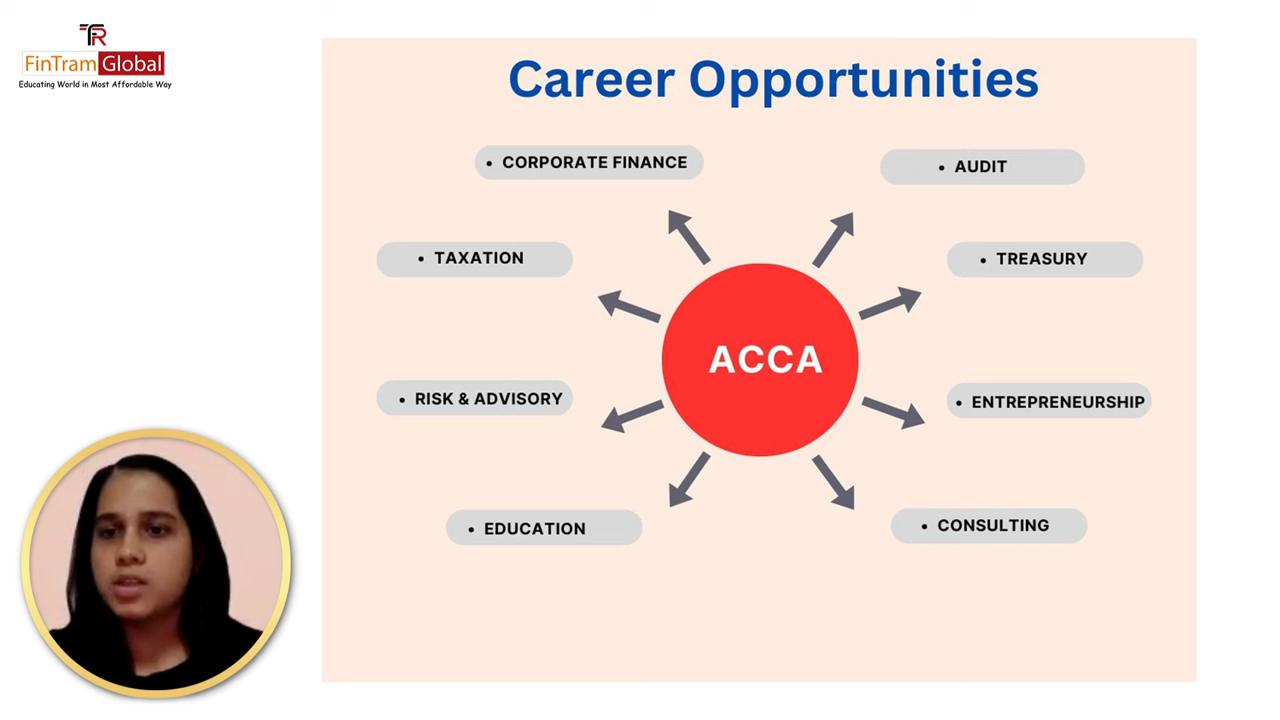 TR
FinTram Global
Educating World in Most Affordable Way
Career Opportunities
• CORPORATE FINANCE
• AUDIT
• TAXATION
• TREASURY
ACCA
• RISK & ADVISORY
• ENTREPRENEURSHIP
• EDUCATION
• CONSULTING